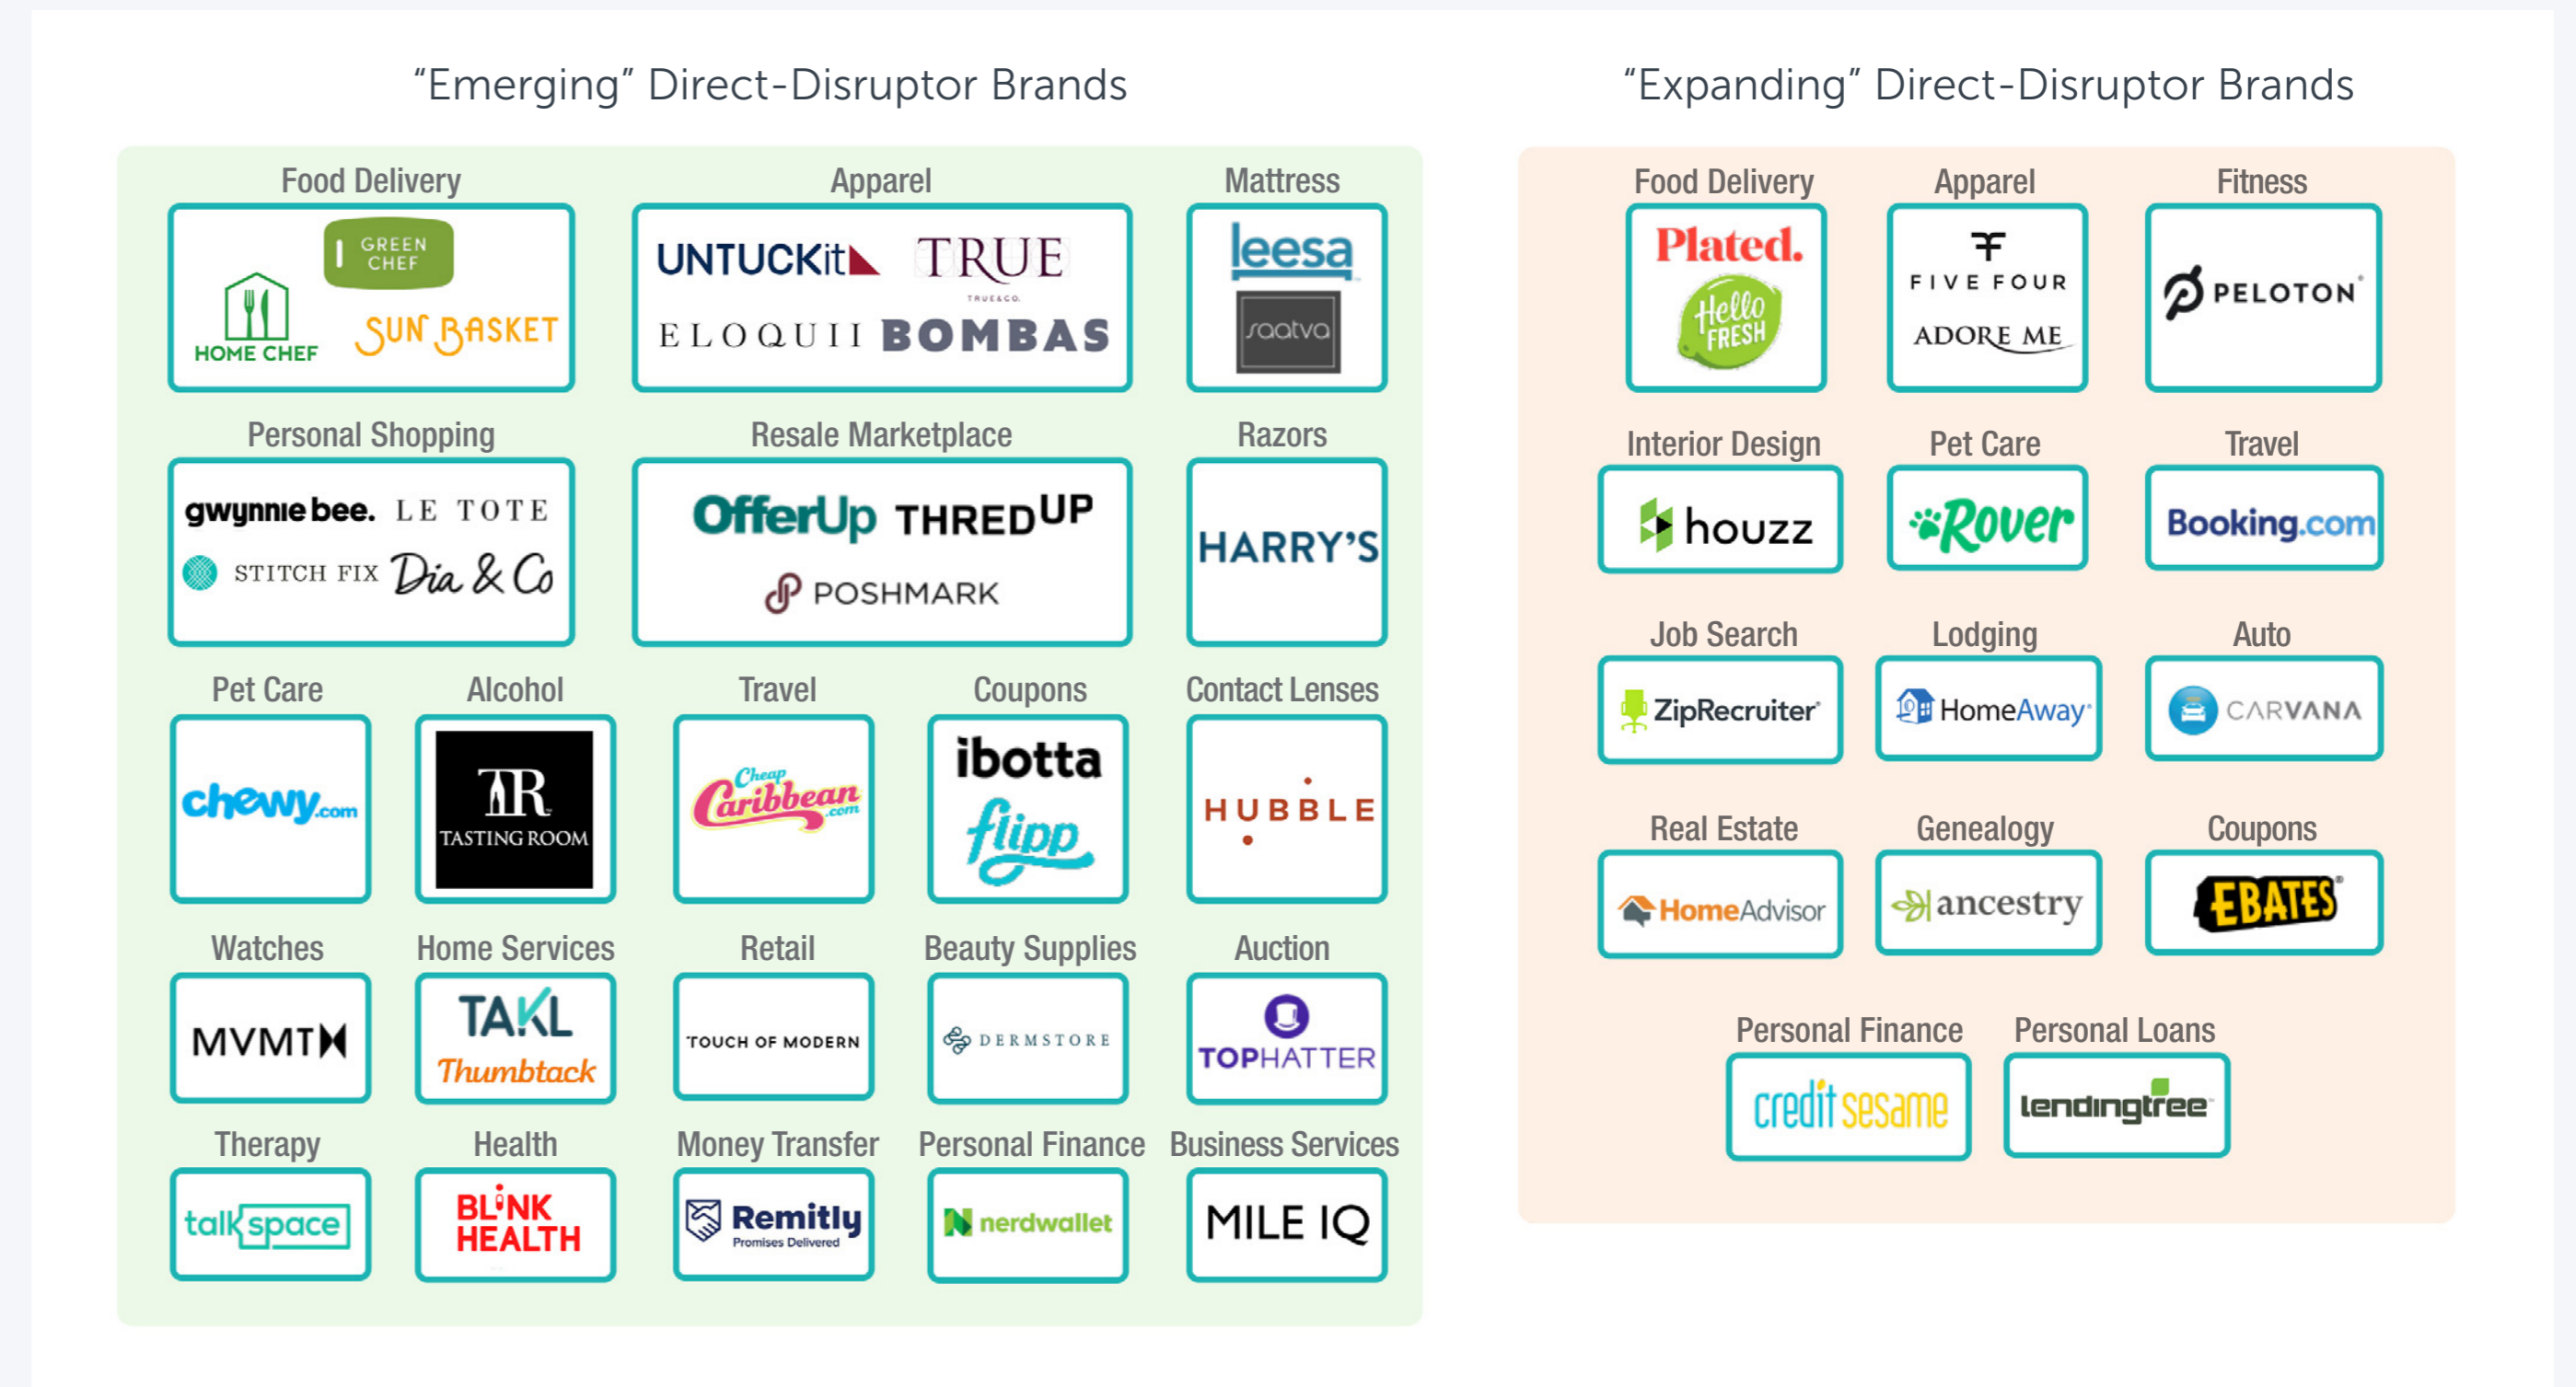 “Emerging” Direct-Disruptor Brands
Food Delivery
GREEN
CHEF
HOME CHEF
SUN BASKET
Apparel
UNTUCKit
TRUE
TRUE&CO.
ELOQUII
BOMBAS
Mattress
leesa
saatva
Personal Shopping
gwynnie bee.
LE TOTE
STITCH FIX
Dia & Co
Resale Marketplace
OfferUp
THREDUP
POSHMARK
Razors
HARRY’S
Pet Care
chewy.com
Alcohol
TR
TASTING ROOM
Travel
Cheap
Caribbean
.com
Coupons
ibotta
flipp
Contact Lenses
HUBBLE
Watches
MVMT
Home Services
TAKL
Thumbtack
Retail
TOUCH OF MODERN
Beauty Supplies
DERMSTORE
Auction
TOPHATTER
Therapy
talkspace
Health
BLiNK
HEALTH
Money Transfer
Remitly
Promises Delivered
Personal Finance
nerdwallet
Business Services
MILE IQ
“Expanding” Direct-Disruptor Brands
Food Delivery
Plated.
Hello
FRESH
Apparel
FIVE FOUR
ADORE ME
Fitness
PELOTON®
Interior Design
houzz
Pet Care
Rover
Travel
Booking.com
Job Search
ZipRecruiter®
Lodging
HomeAway®
Auto
CARVANA
Real Estate
HomeAdvisor
Genealogy
ancestry
Coupons
EBATES®
Personal Finance
credit sesame
Personal Loans
lendingtree